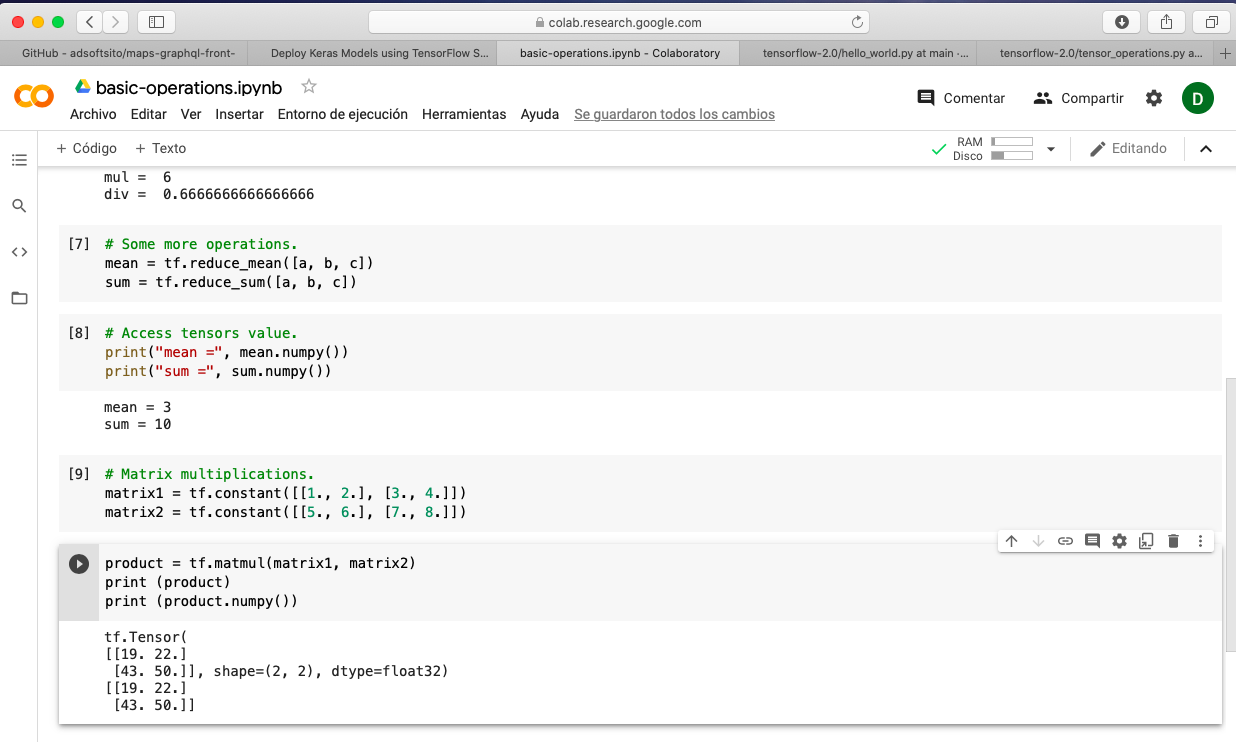 colab.research.google.com
GitHub - adsoftsito/maps-graphql-front-
Deploy Keras Models using TensorFlow S...
basic-operations.ipynb - Colaboratory
tensorflow-2.0/hello_world.py at main ·...
tensorflow-2.0/tensor_operations.py a...
basic-operations.ipynb
Comentar
Compartir
D
Archivo Editar Ver Insertar Entorno de ejecución Herramientas Ayuda Se guardaron todos los cambios
+ Código + Texto
RAM
Disco
Editando
mul =  6
div =  0.6666666666666666
[7] # Some more operations.
mean = tf.reduce_mean([a, b, c])
sum = tf.reduce_sum([a, b, c])
[8] # Access tensors value.
print("mean =", mean.numpy())
print("sum =", sum.numpy())
mean = 3
sum = 10
[9] # Matrix multiplications.
matrix1 = tf.constant([[1., 2.], [3., 4.]])
matrix2 = tf.constant([[5., 6.], [7., 8.]])
product = tf.matmul(matrix1, matrix2)
print (product)
print (product.numpy())
tf.Tensor(
[[19. 22.]
 [43. 50.]], shape=(2, 2), dtype=float32)
[[19. 22.]
 [43. 50.]]